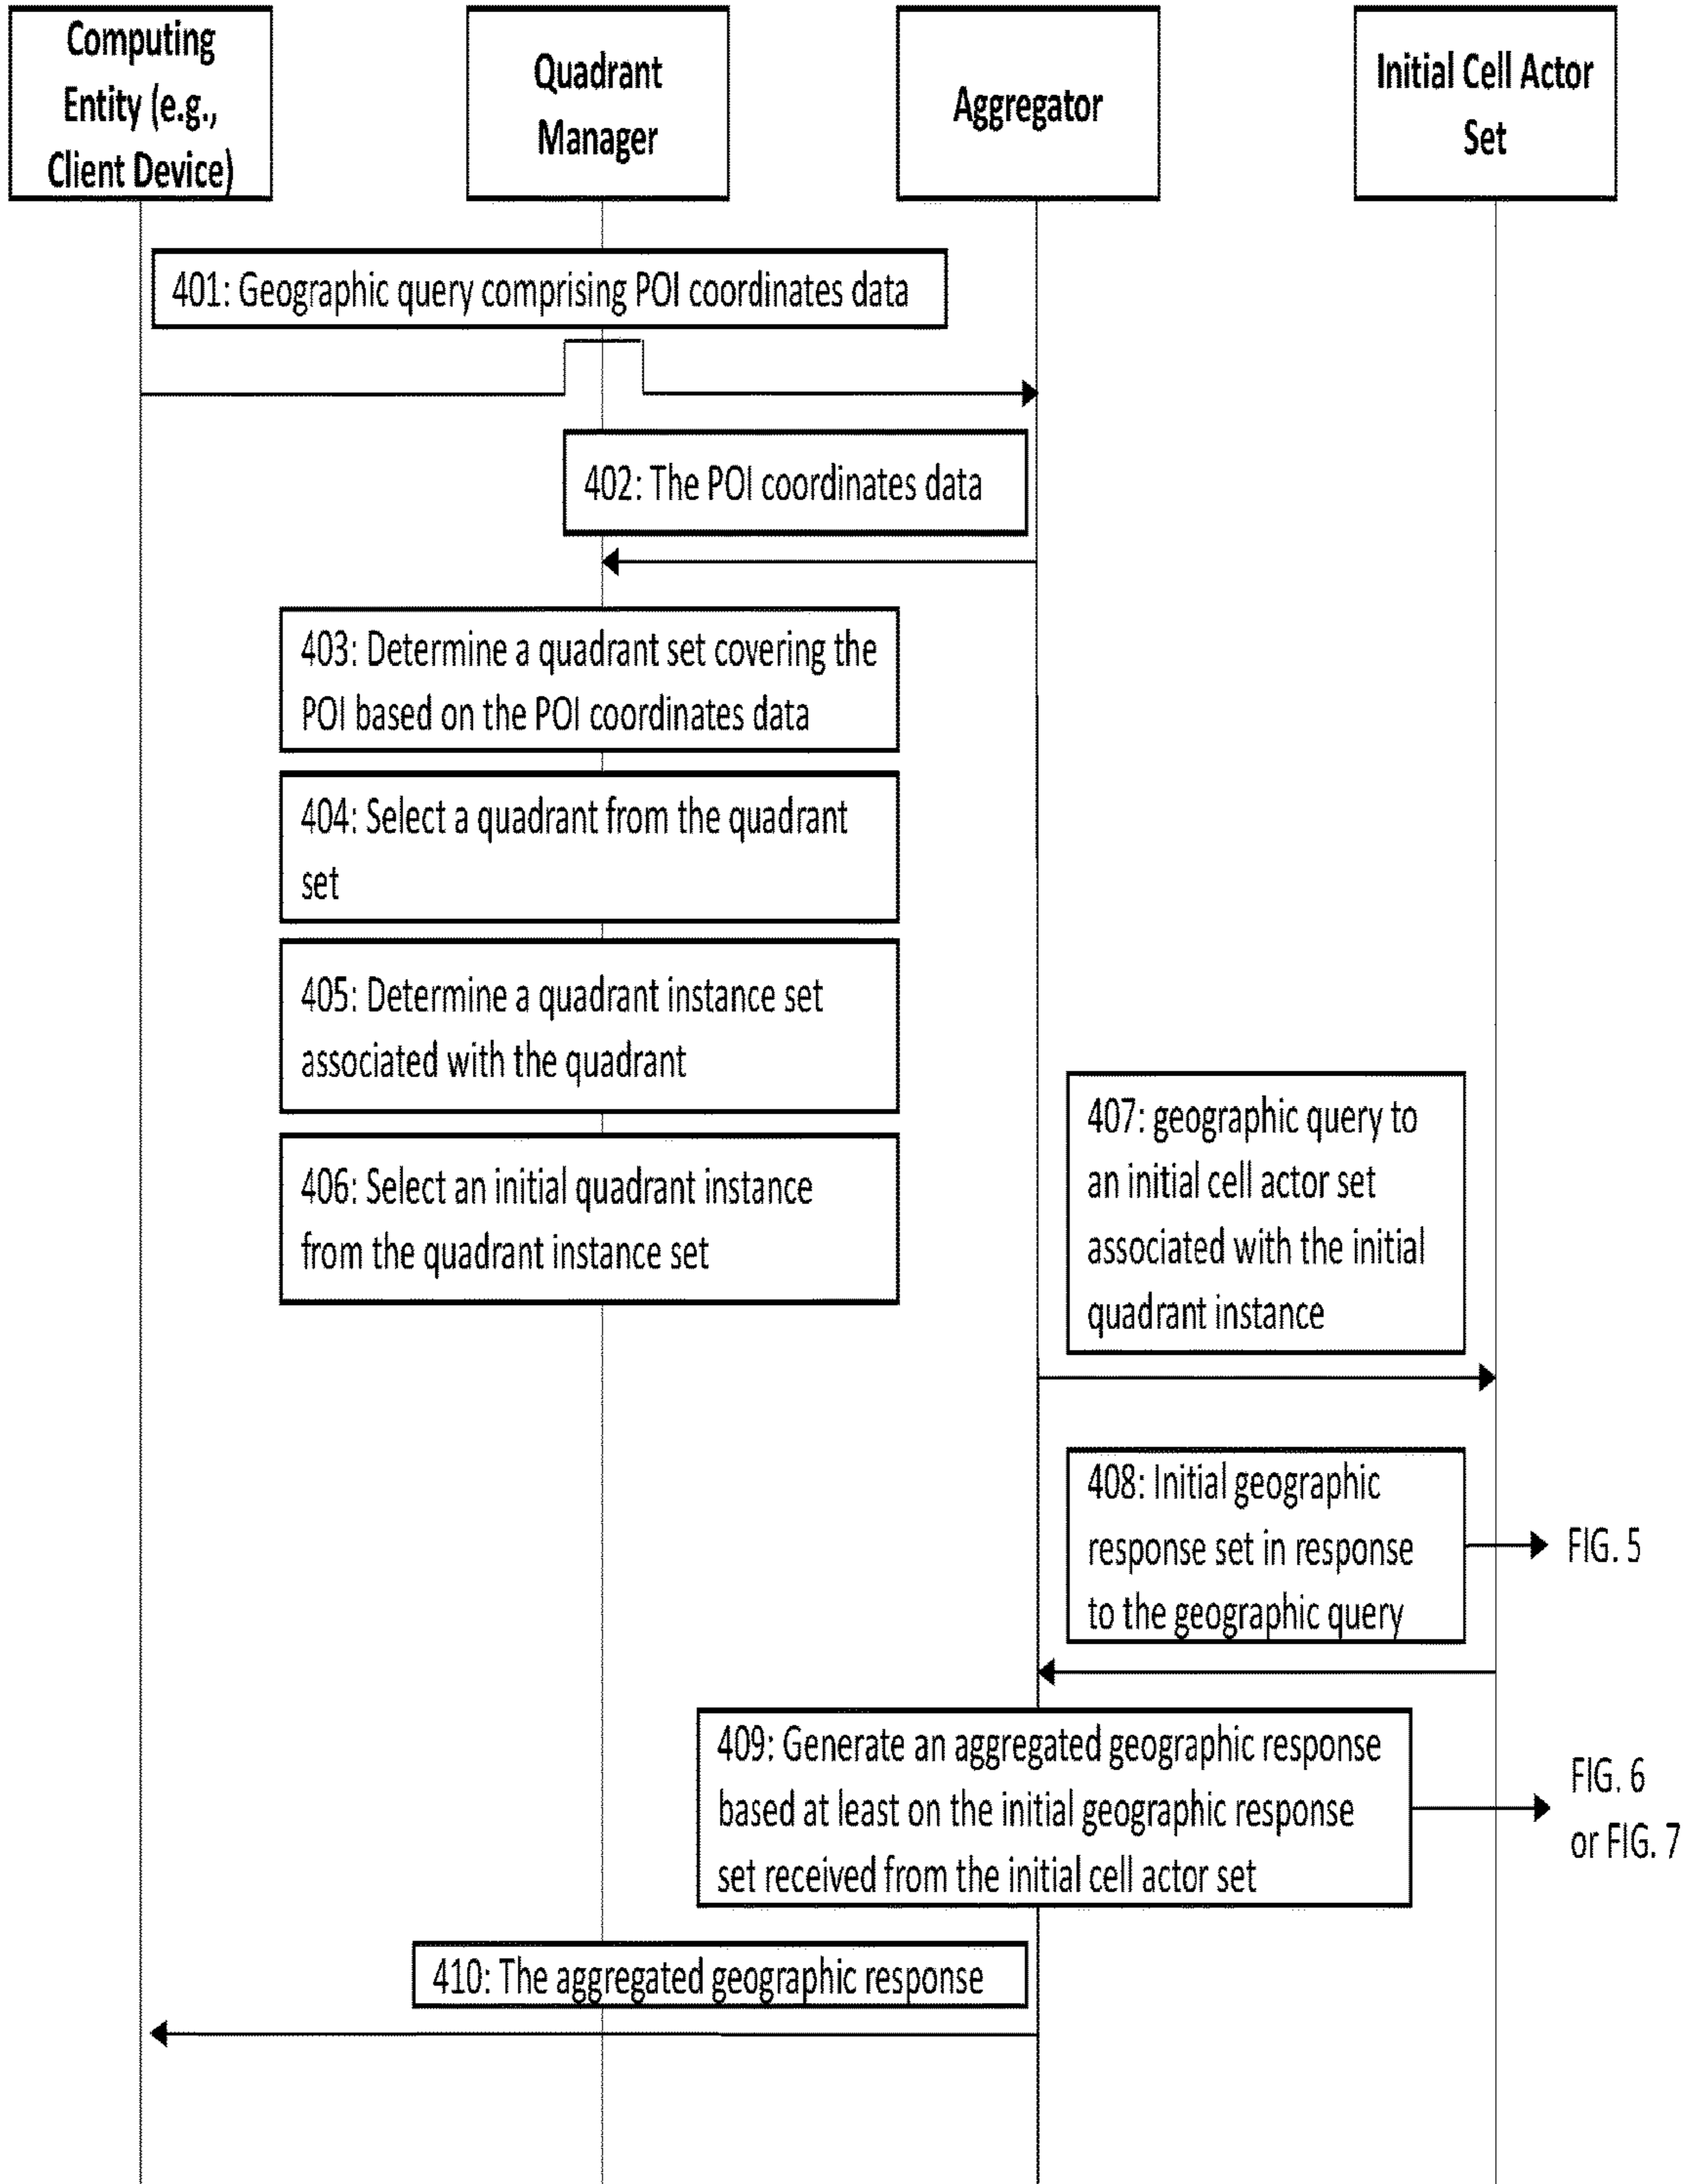 Computing
Entity (e.g.,
Client Device)
Quadrant
Manager
Aggregator
Initial Cell Actor
Set
401: Geographic query comprising POI coordinates data
402: The POI coordinates data
403: Determine a quadrant set covering the
POI based on the POI coordinates data
404: Select a quadrant from the quadrant
set
405: Determine a quadrant instance set
associated with the quadrant
406: Select an initial quadrant instance
from the quadrant instance set
407: geographic query to
an initial cell actor set
associated with the initial
quadrant instance
408: Initial geographic
response set in response
to the geographic query
FIG. 5
409: Generate an aggregated geographic response
based at least on the initial geographic response
set received from the initial cell actor set
FIG. 6
or FIG. 7
410: The aggregated geographic response